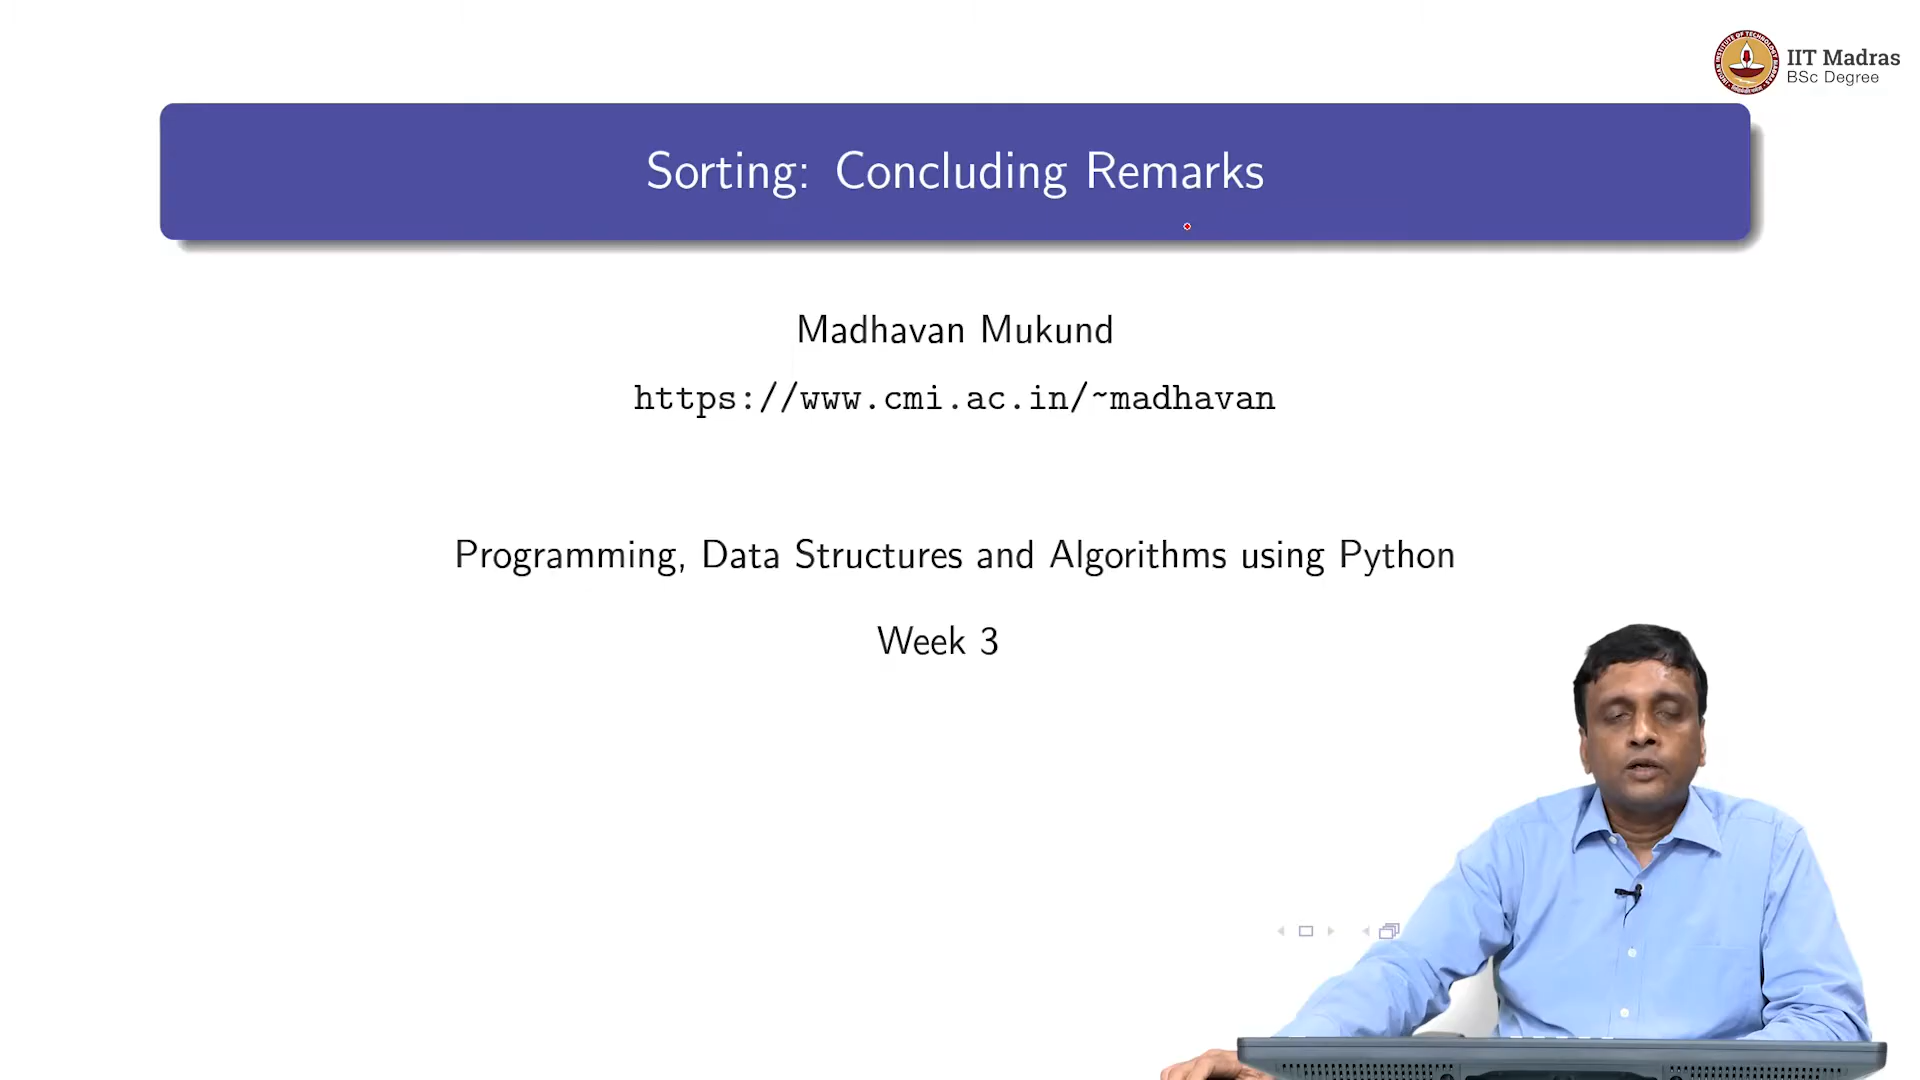 IIT Madras
BSc Degree
Sorting: Concluding Remarks
Madhavan Mukund
https://www.cmi.ac.in/~madhavan
Programming, Data Structures and Algorithms using Python
Week 3